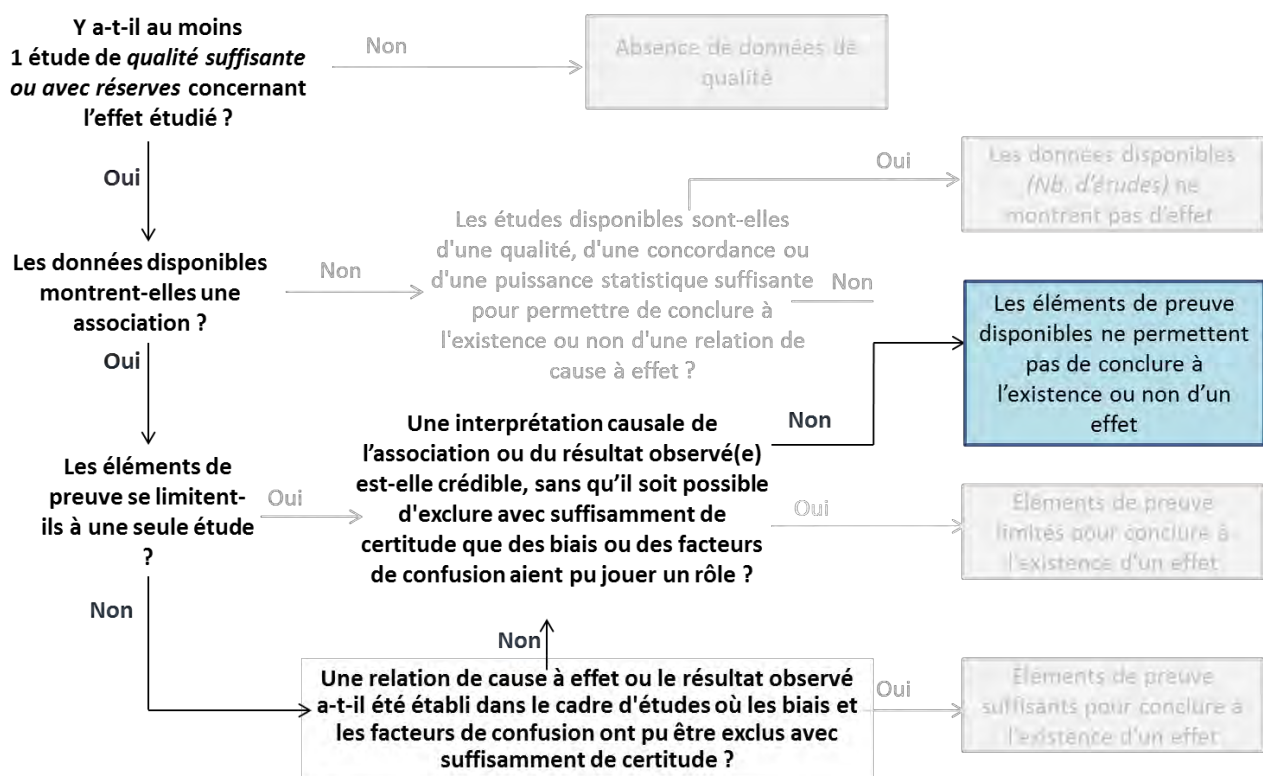 Y a-t-il au moins
1 étude de qualité suffisante
ou avec réserves concernant
l'effet étudié ?
Non
Absence de données de
qualité
Oui
Oui
Les données disponibles
(Nb. d'études) ne
montrent pas d'effet
Les études disponibles sont-elles
d'une qualité, d'une concordance ou
d'une puissance statistique suffisante
pour permettre de conclure à
l'existence ou non d'une relation de
cause à effet ?
Les données disponibles
montrent-elles une
association ?
Non
Non
Les éléments de preuve
disponibles ne permettent
pas de conclure à
l'existence ou non d'un
effet
Oui
Une interprétation causale de
l'association ou du résultat observé(e)
est-elle crédible, sans qu'il soit possible
d'exclure avec suffisamment de
certitude que des biais ou des facteurs
de confusion aient pu jouer un rôle ?
Non
Les éléments de
preuve se limitent-
ils à une seule étude
?
Oui
Oui
Eléments de preuve
limités pour conclure à
l'existence d'un effet
Non
Non
Une relation de cause à effet ou le résultat observé
a-t-il été établi dans le cadre d'études où les biais et
les facteurs de confusion ont pu être exclus avec
suffisamment de certitude ?
Oui
Eléments de preuve
suffisants pour conclure à
l'existence d'un effet